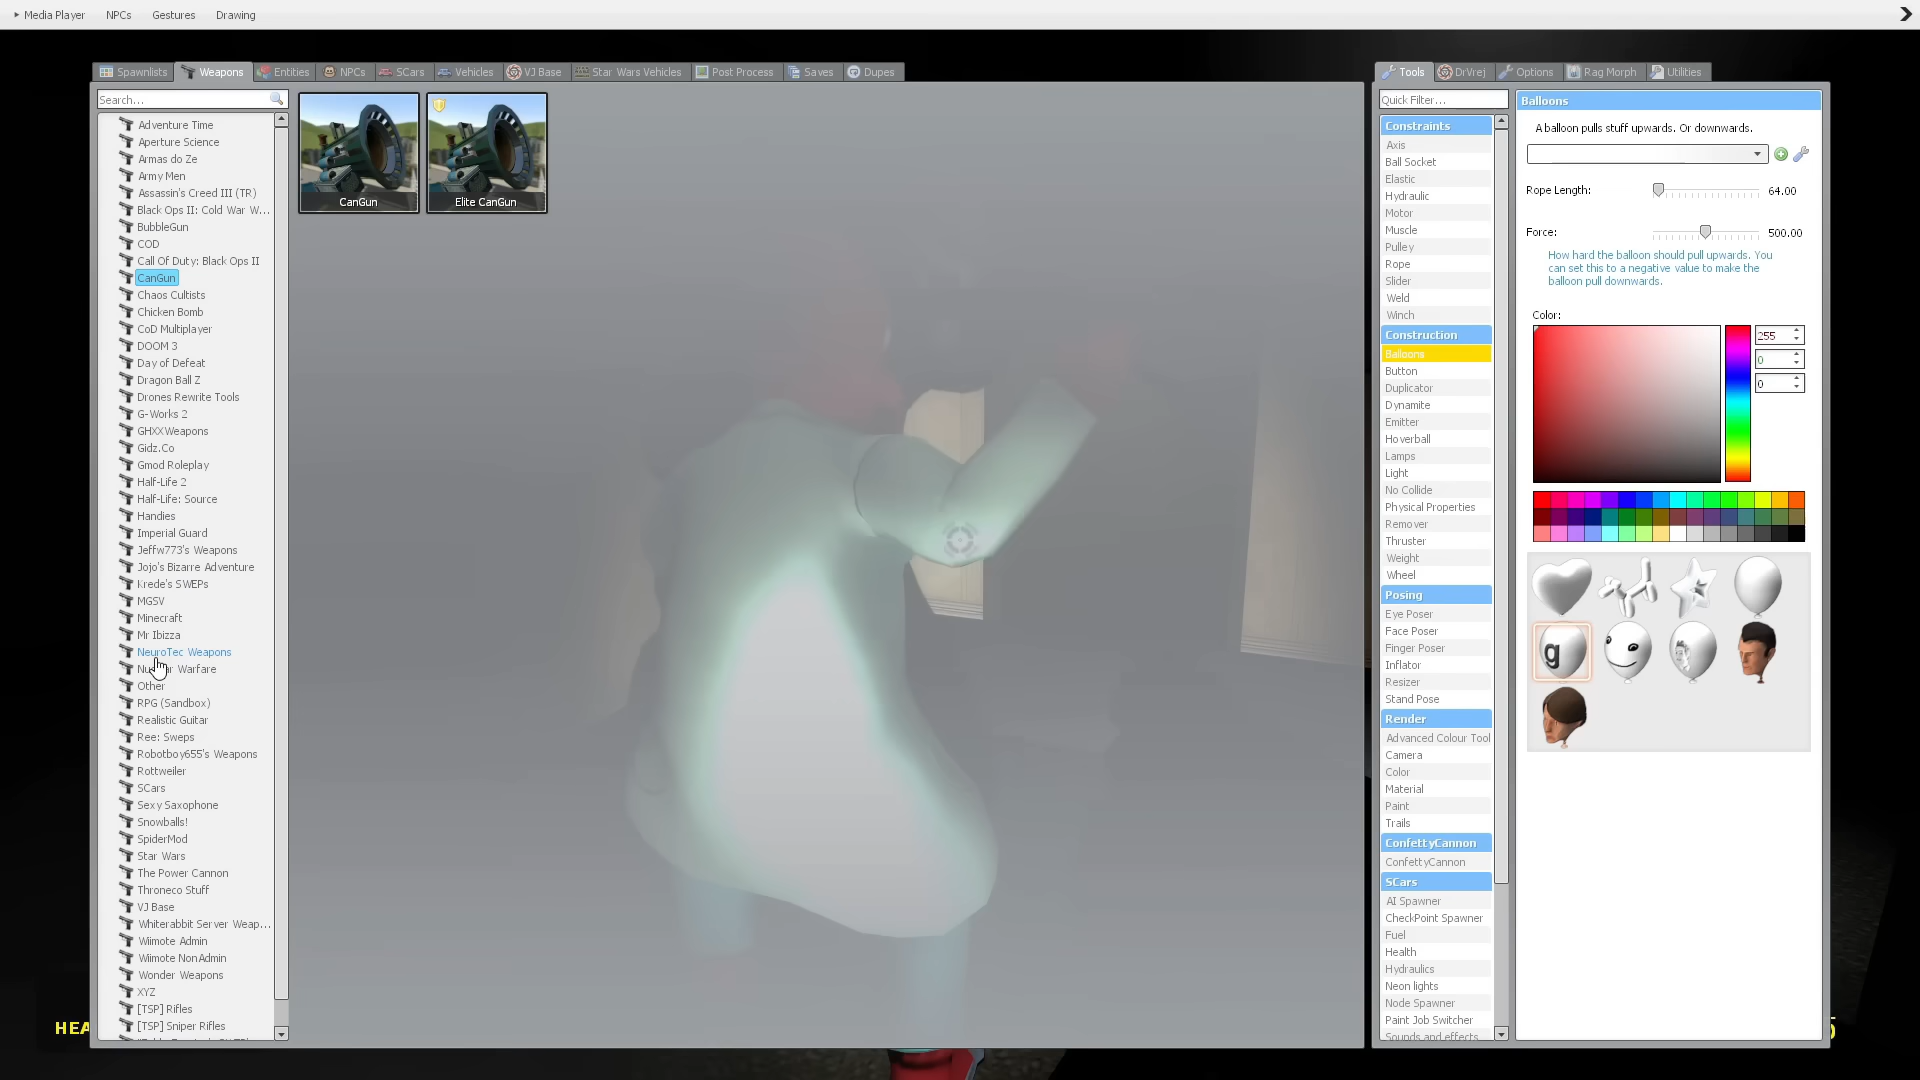 Media Player NPCs Gestures Drawing
Spawnlists Weapons Entities NPCs SCars Vehicles VJ Base Star Wars Vehicles Post Process Saves Dupes
Search...
Adventure Time
Aperture Science
Armas do Ze
Army Men
Assassin's Creed III (TR)
Black Ops II: Cold War W...
BubbleGun
COD
Call Of Duty: Black Ops II
CanGun
Chaos Cultists
Chicken Bomb
CoD Multiplayer
DOOM 3
Day of Defeat
Dragon Ball Z
Drones Rewrite Tools
G-Works 2
GHXXWeapons
Gidz.Co
Gmod Roleplay
Half-Life 2
Half-Life: Source
Handies
Imperial Guard
Jeffw773's Weapons
Jojo's Bizarre Adventure
Krede's SWEPs
MGSV
Minecraft
Mr Ibizza
NeuroTec Weapons
Warfare
Other
RPG (Sandbox)
Realistic Guitar
Ree: Sweps
Robotboy655's Weapons
Rottweiler
SCars
Sexy Saxophone
Snowballs!
SpiderMod
Star Wars
The Power Cannon
Throneco Stuff
VJ Base
Whiterabbit Server Weap...
Wiimote Admin
Wiimote NonAdmin
Wonder Weapons
XYZ
[TSP] Rifles
[TSP] Sniper Rifles
CanGun
Elite CanGun
Tools DrVrej Options Rag Morph Utilities
Quick Filter...
Constraints
Axis
Ball Socket
Elastic
Hydraulic
Motor
Muscle
Pulley
Rope
Slider
Weld
Winch
Construction
Balloons
Button
Duplicator
Dynamite
Emitter
Hoverball
Lamps
Light
No Collide
Physical Properties
Remover
Thruster
Weight
Wheel
Posing
Eye Poser
Face Poser
Finger Poser
Inflator
Resizer
Stand Pose
Render
Advanced Colour Tool
Camera
Color
Material
Paint
Trails
ConfettyCannon
ConfettyCannon
SCars
AI Spawner
CheckPoint Spawner
Fuel
Health
Hydraulics
Neon lights
Node Spawner
Paint Job Switcher
Sounds and effects
Balloons
A balloon pulls stuff upwards. Or downwards.
Rope Length: 64.00
Force: 500.00
How hard the balloon should pull upwards. You
can set this to a negative value to make the
balloon pull downwards.
Color:
255
0
0
g
HEA